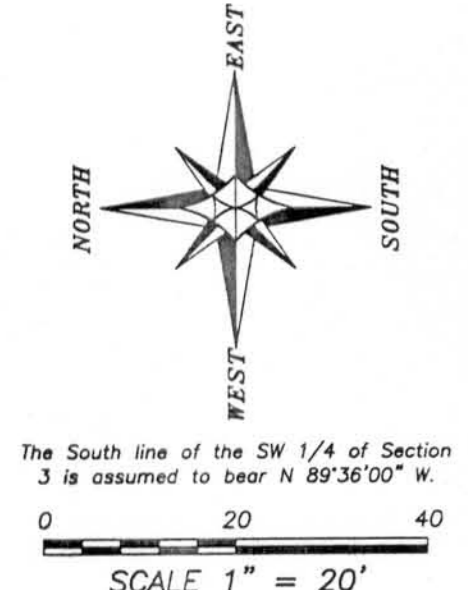 EAST
NORTH
SOUTH
WEST
The South line of the SW 1/4 of Section
3 is assumed to bear N 89°36'00" W.
0 20 40
SCALE 1" = 20'